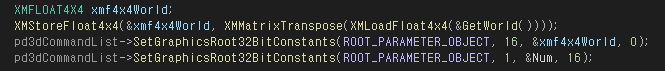 XMFLOAT4X4 xmf4x4World;
XMStoreFloat4x4(&xmf4x4World, XMMatrixTranspose(XMLoadFloat4x4(&GetWorld())));
pd3dCommandList->SetGraphicsRoot32BitConstants(ROOT_PARAMETER_OBJECT, 16, &xmf4x4World, 0);
pd3dCommandList->SetGraphicsRoot32BitConstants(ROOT_PARAMETER_OBJECT, 1, &Num, 16);